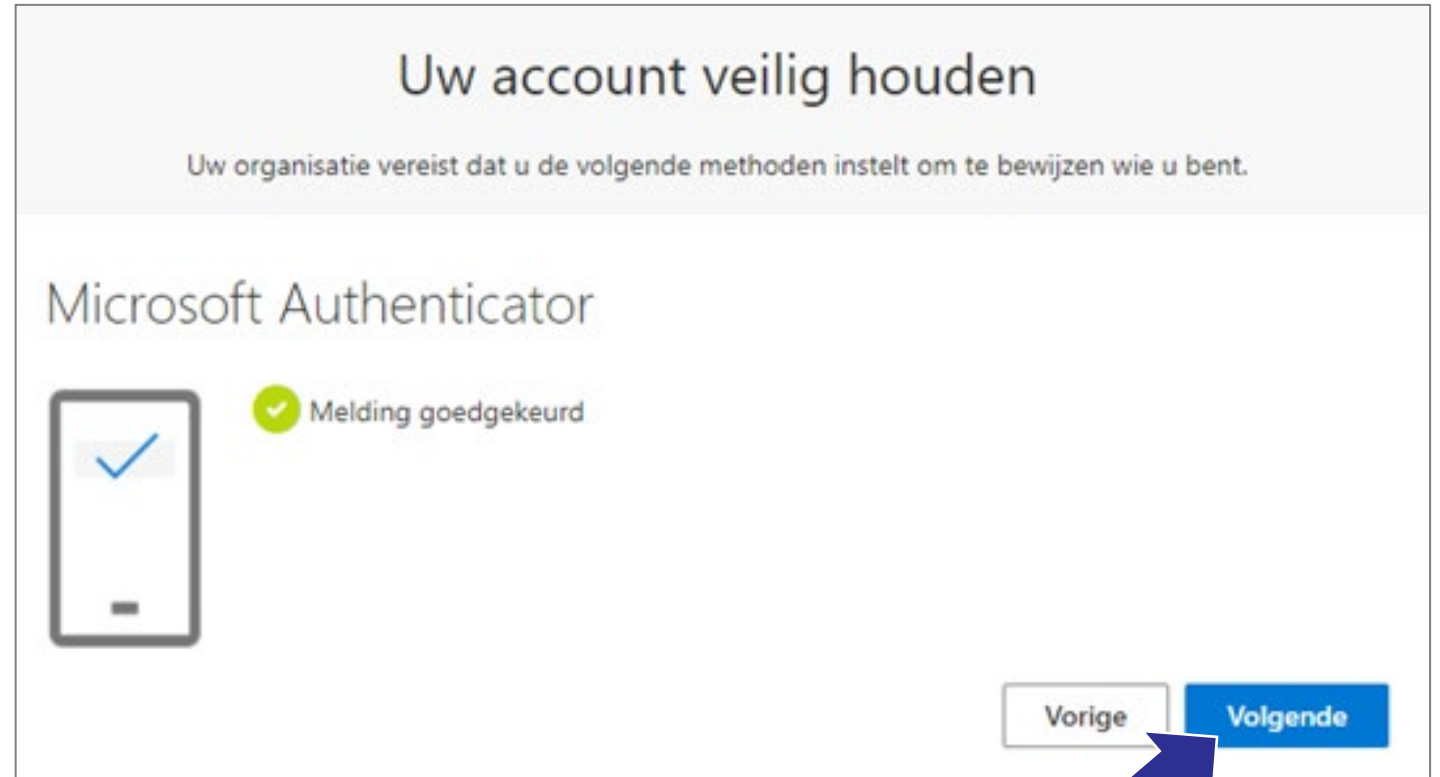 Uw account veilig houden
Uw organisatie vereist dat u de volgende methoden instelt om te bewijzen wie u bent.
Microsoft Authenticator
Melding goedgekeurd
Vorige
Volgende